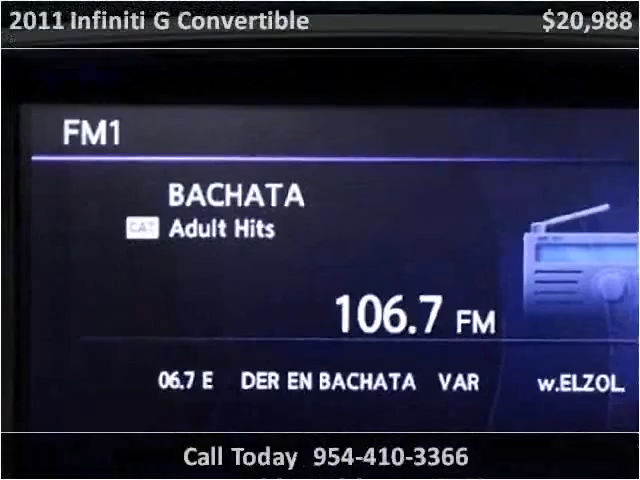 2011 Infiniti G Convertible $20,988
FM1
BACHATA
CAT Adult Hits
106.7 FM
06.7 E DER EN BACHATA VAR w.ELZOL
Call Today 954-410-3366